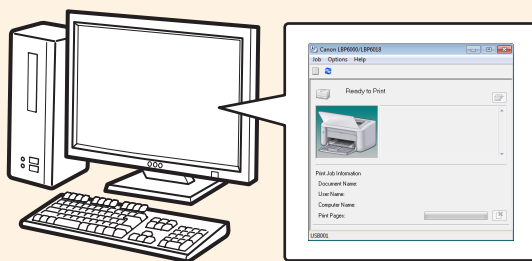 Canon LBP6000/LBP6018
Job Options Help
Ready to Print
Print Job Information
Document Name:
User Name:
Computer Name:
Print Pages:
USB001